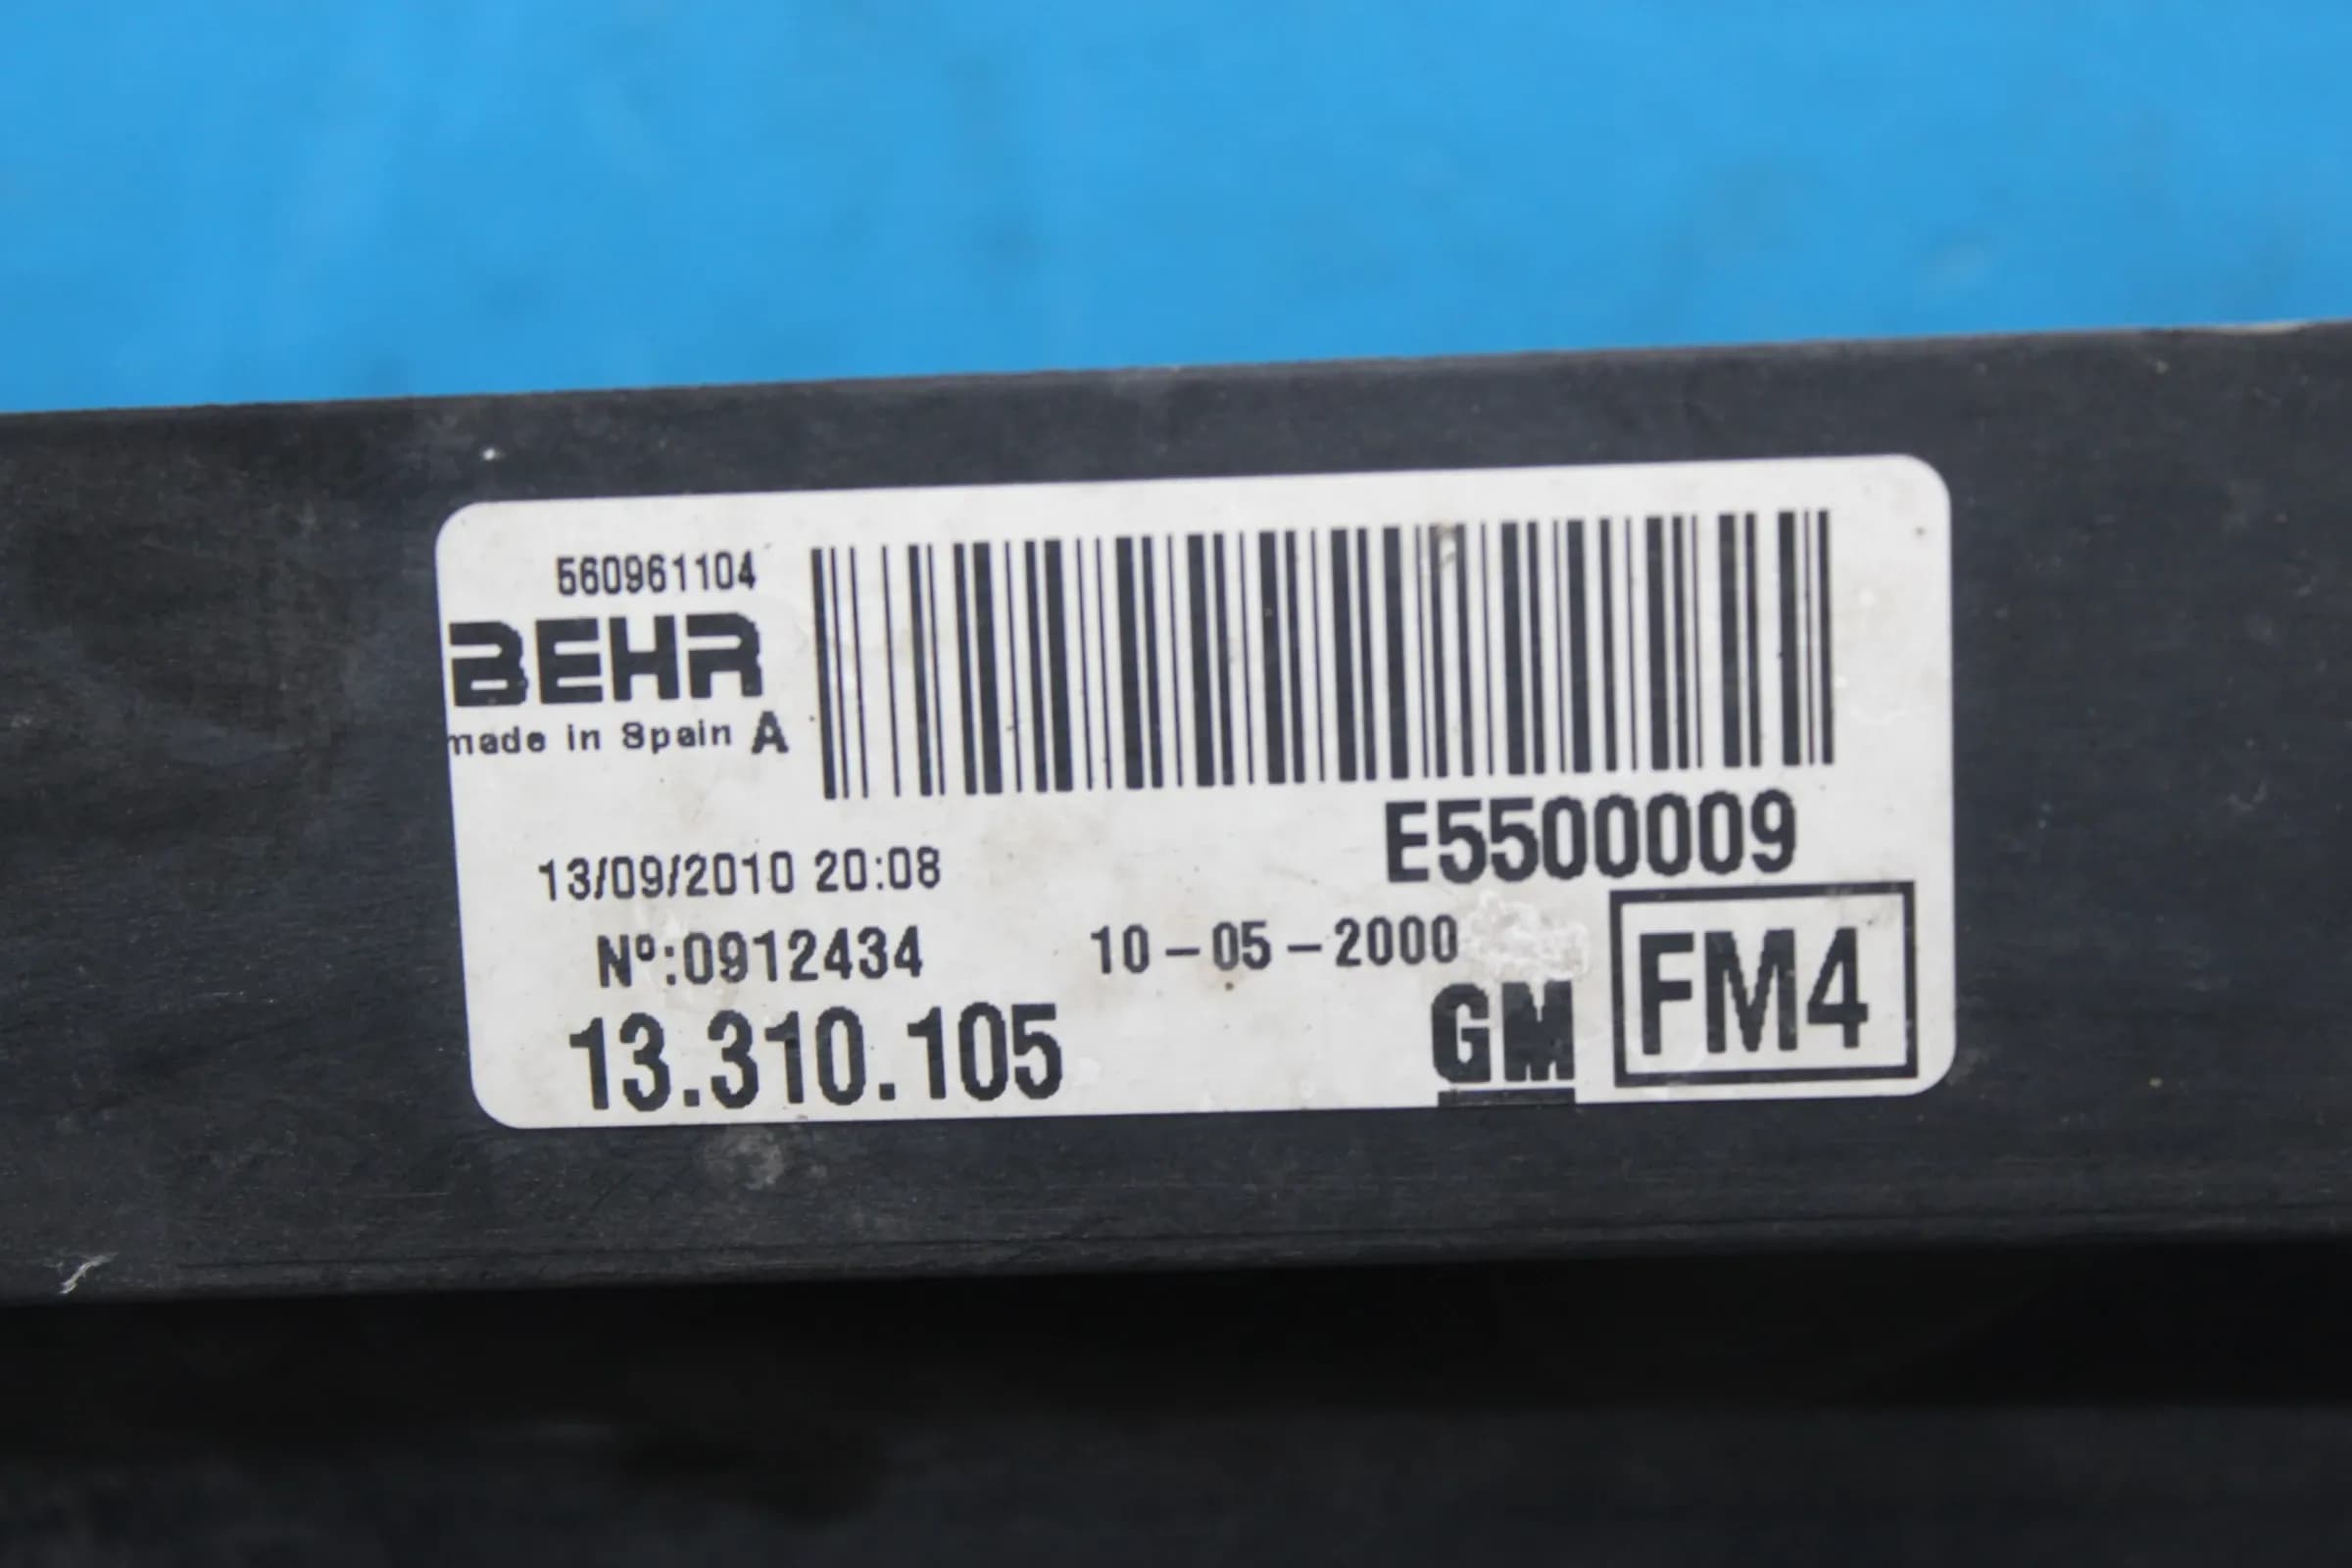 560961104
BEHR
made in Spain A
E5500009
13/09/2010 20:08
Nº:0912434 10-05-2000
13.310.105 GM FM4